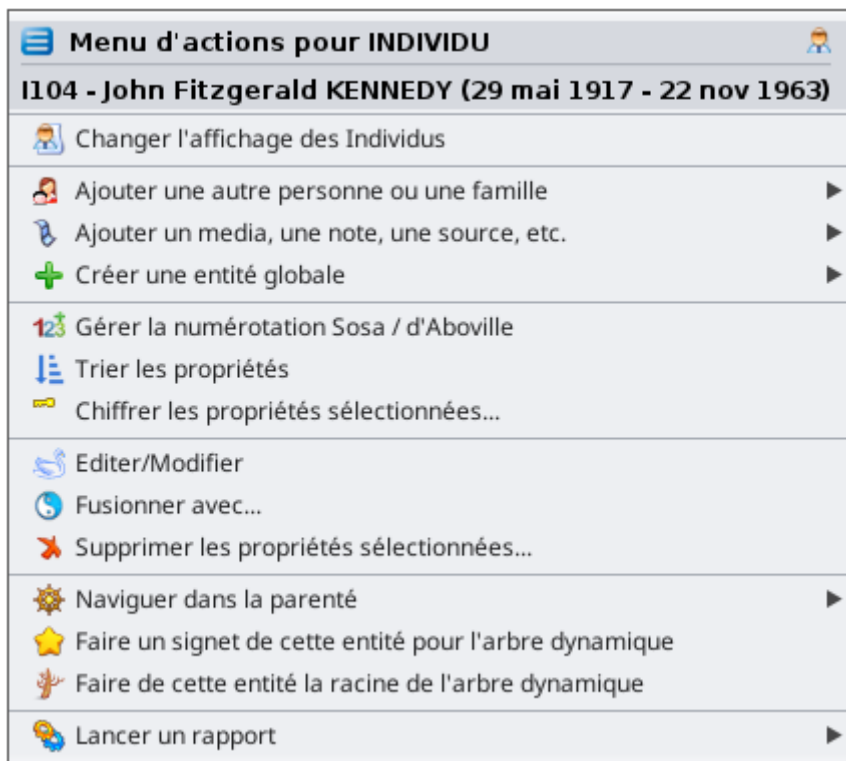 Menu d'actions pour INDIVIDU
I104 - John Fitzgerald KENNEDY (29 mai 1917 - 22 nov 1963)
Changer l'affichage des Individus
Ajouter une autre personne ou une famille
Ajouter un media, une note, une source, etc.
Créer une entité globale
123 Gérer la numérotation Sosa / d'Aboville
Trier les propriétés
Chiffrer les propriétés sélectionnées...
Editer/Modifier
Fusionner avec...
Supprimer les propriétés sélectionnées...
Naviguer dans la parenté
Faire un signet de cette entité pour l'arbre dynamique
Faire de cette entité la racine de l'arbre dynamique
Lancer un rapport